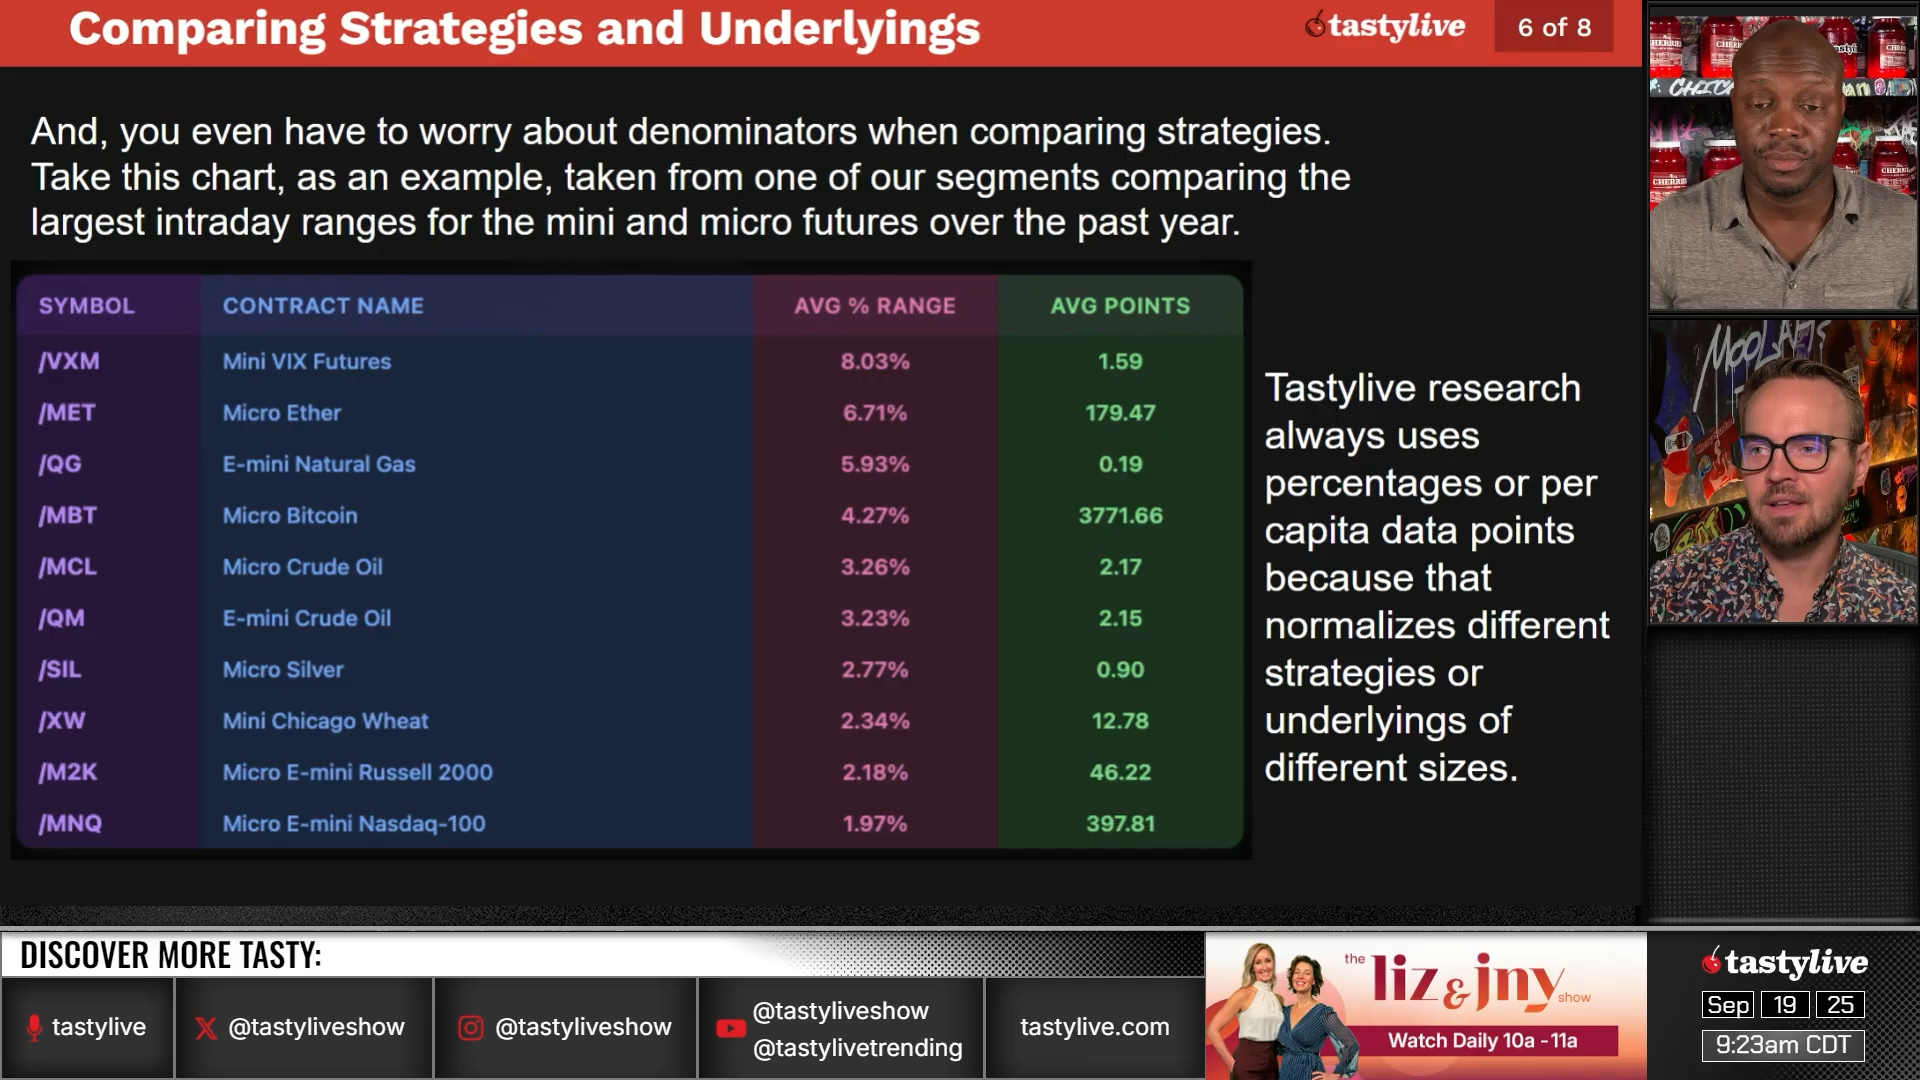 Comparing Strategies and Underlyings
tastylive
6 of 8
And, you even have to worry about denominators when comparing strategies.
Take this chart, as an example, taken from one of our segments comparing the
largest intraday ranges for the mini and micro futures over the past year.
SYMBOL CONTRACT NAME AVG % RANGE AVG POINTS
/VXM Mini VIX Futures 8.03% 1.59
/MET Micro Ether 6.71% 179.47
/QG E-mini Natural Gas 5.93% 0.19
/MBT Micro Bitcoin 4.27% 3771.66
/MCL Micro Crude Oil 3.26% 2.17
/QM E-mini Crude Oil 3.23% 2.15
/SIL Micro Silver 2.77% 0.90
/XW Mini Chicago Wheat 2.34% 12.78
/M2K Micro E-mini Russell 2000 2.18% 46.22
/MNQ Micro E-mini Nasdaq-100 1.97% 397.81
Tastylive research
always uses
percentages or per
capita data points
because that
normalizes different
strategies or
underlyings of
different sizes.
CHERRIES
CHERRIE
DISCOVER MORE TASTY:
tastylive
@tastyliveshow
@tastyliveshow
@tastyliveshow
@tastylivetrending
tastylive.com
the liz & jny show
Watch Daily 10a - 11a
tastylive
Sep 19 25
9:23am CDT